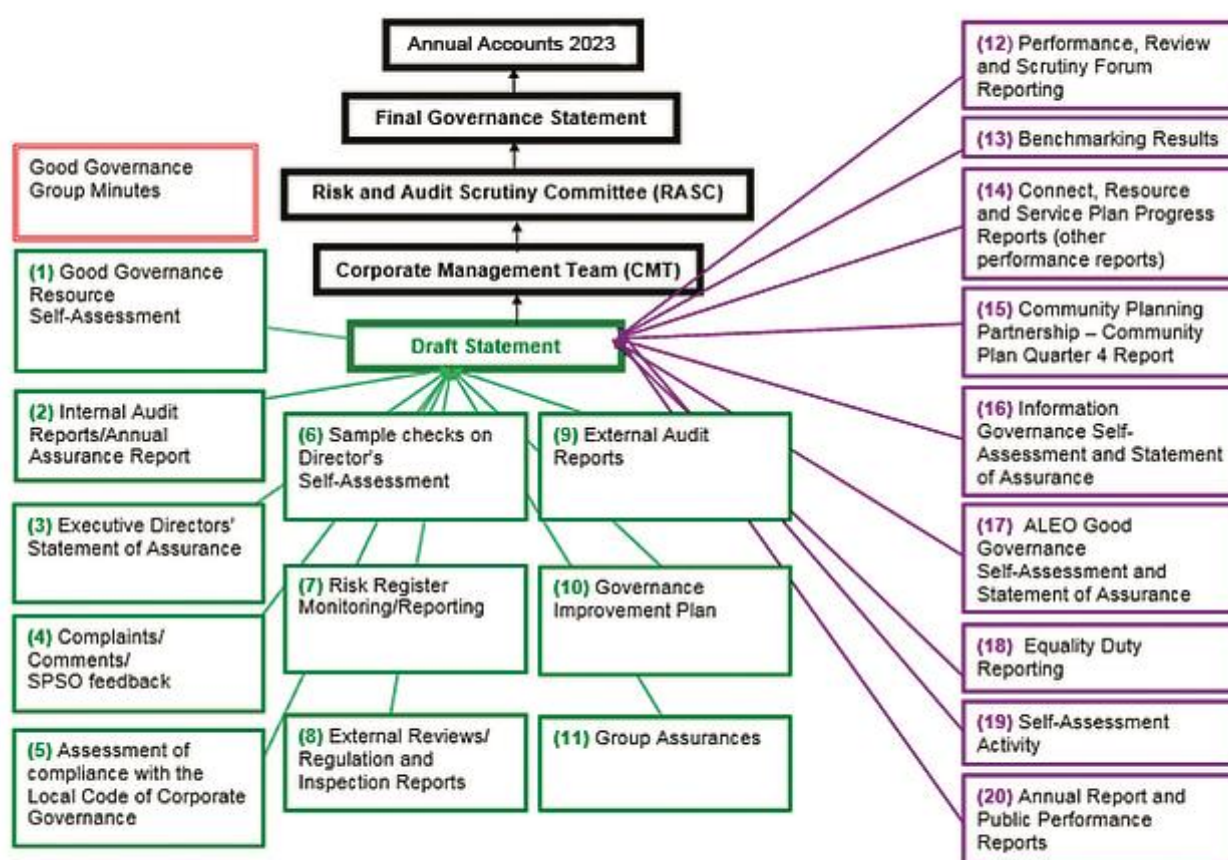 Annual Accounts 2023
Final Governance Statement
Risk and Audit Scrutiny Committee (RASC)
Corporate Management Team (CMT)
Draft Statement
Good Governance
Group Minutes
(1) Good Governance
Resource
Self-Assessment
(2) Internal Audit
Reports/Annual
Assurance Report
(3) Executive Directors'
Statement of Assurance
(4) Complaints/
Comments/
SPSO feedback
(5) Assessment of
compliance with the
Local Code of Corporate
Governance
(6) Sample checks on
Director's
Self-Assessment
(7) Risk Register
Monitoring/Reporting
(8) External Reviews/
Regulation and
Inspection Reports
(9) External Audit
Reports
(10) Governance
Improvement Plan
(11) Group Assurances
(12) Performance, Review
and Scrutiny Forum
Reporting
(13) Benchmarking Results
(14) Connect, Resource
and Service Plan Progress
Reports (other
performance reports)
(15) Community Planning
Partnership – Community
Plan Quarter 4 Report
(16) Information
Governance Self-
Assessment and Statement
of Assurance
(17) ALEO Good
Governance
Self-Assessment and
Statement of Assurance
(18) Equality Duty
Reporting
(19) Self-Assessment
Activity
(20) Annual Report and
Public Performance
Reports